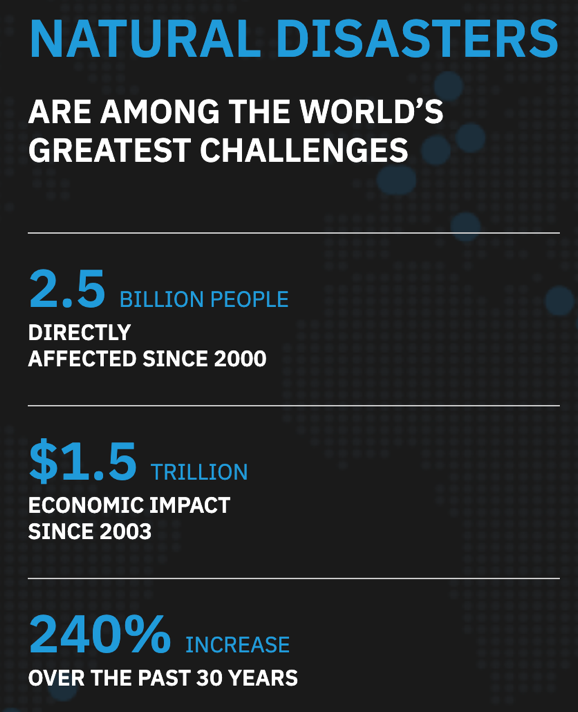 NATURAL DISASTERS
ARE AMONG THE WORLD’S
GREATEST CHALLENGES
2.5 BILLION PEOPLE
DIRECTLY
AFFECTED SINCE 2000
$1.5 TRILLION
ECONOMIC IMPACT
SINCE 2003
240% INCREASE
OVER THE PAST 30 YEARS